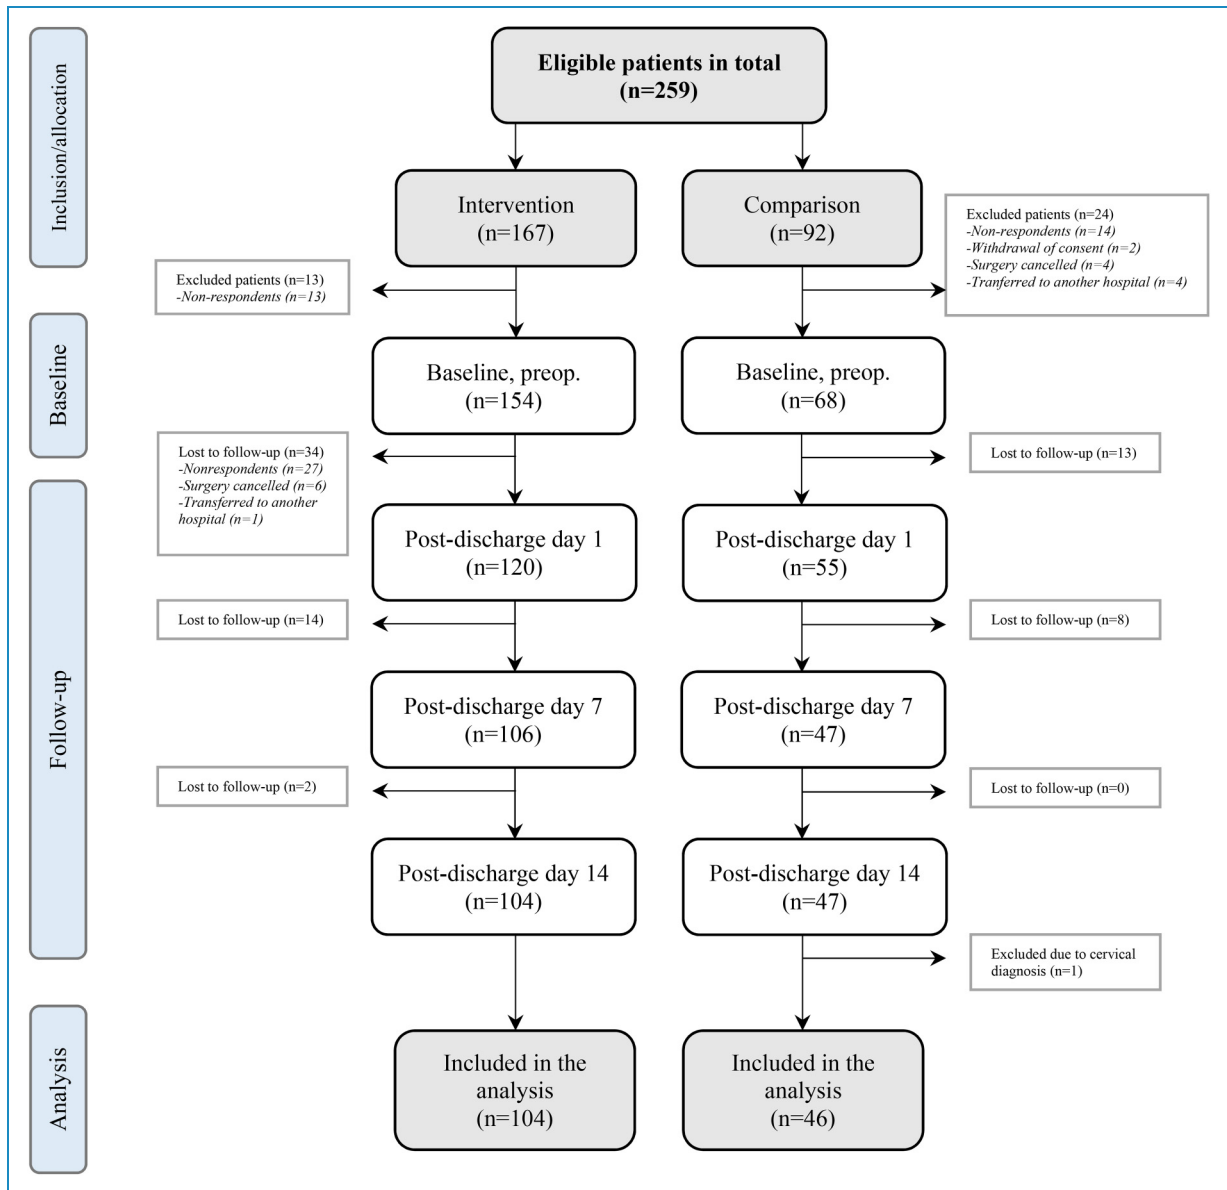 Inclusion/allocation
Eligible patients in total
(n=259)
Intervention
(n=167)
Comparison
(n=92)
Excluded patients (n=24)
-Non-respondents (n=14)
-Withdrawal of consent (n=2)
-Surgery cancelled (n=4)
-Tranferred to another hospital (n=4)
Excluded patients (n=13)
-Non-respondents (n=13)
Baseline
Baseline, preop.
(n=154)
Baseline, preop.
(n=68)
Lost to follow-up (n=34)
-Nonrespondents (n=27)
-Surgery cancelled (n=6)
-Transferred to another
hospital (n=1)
Lost to follow-up (n=13)
Follow-up
Post-discharge day 1
(n=120)
Post-discharge day 1
(n=55)
Lost to follow-up (n=14)
Lost to follow-up (n=8)
Post-discharge day 7
(n=106)
Post-discharge day 7
(n=47)
Lost to follow-up (n=2)
Lost to follow-up (n=0)
Post-discharge day 14
(n=104)
Post-discharge day 14
(n=47)
Excluded due to cervical
diagnosis (n=1)
Analysis
Included in the
analysis
(n=104)
Included in the
analysis
(n=46)